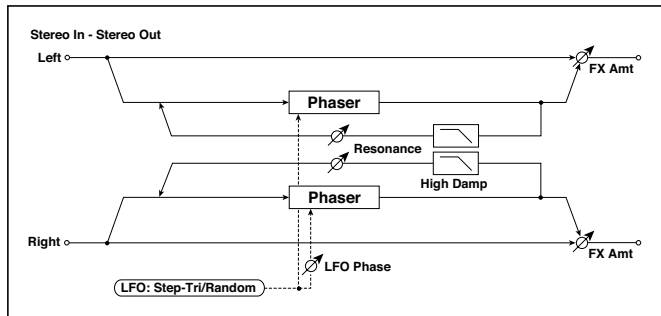 Stereo In - Stereo Out
Left
FX Amt
Phaser
Resonance
High Damp
Phaser
Right
FX Amt
LFO Phase
LFO: Step-Tri/Random